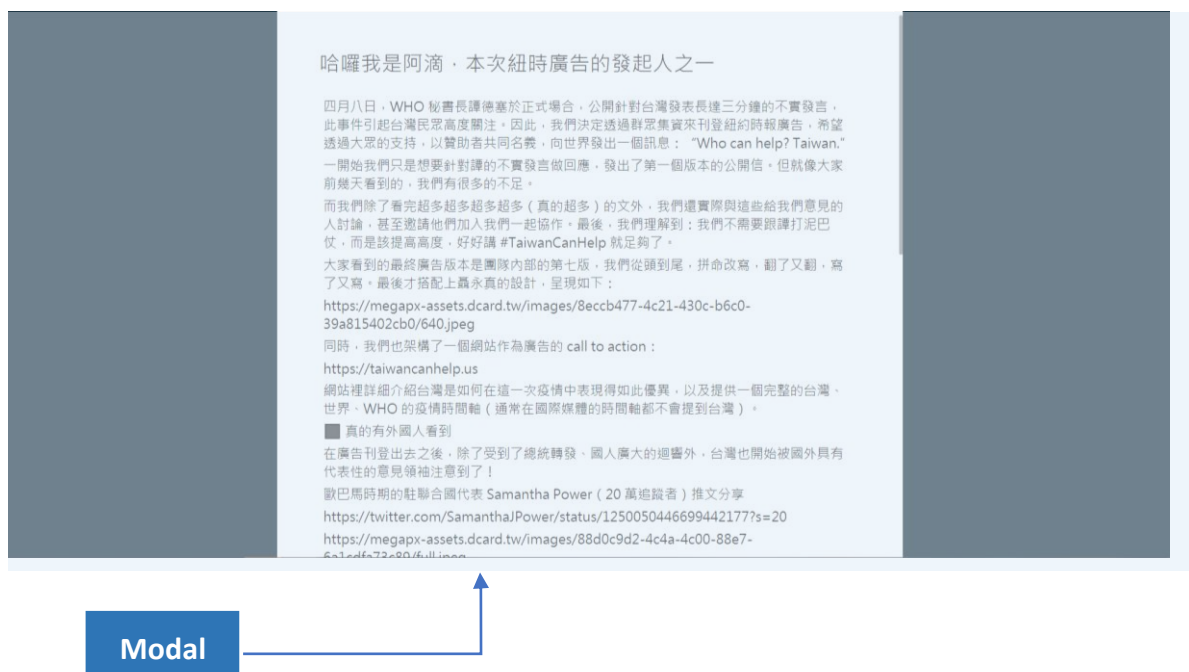 哈囉我是阿滴，本次紐時廣告的發起人之一
四月八日，WHO 秘書長譚德塞於正式場合，公開針對台灣發表長達三分鐘的不實發言，
此事件引起台灣民眾高度關注。因此，我們決定透過群眾集資來刊登紐約時報廣告，希望
透過大眾的支持，以贊助者共同名義，向世界發出一個訊息： “Who can help? Taiwan.”
一開始我們只是想要針對譚的不實發言做回應，發出了第一個版本的公開信。但就像大家
前幾天看到的，我們有很多的不足。
而我們除了看完超多超多超多超多（真的超多）的文外，我們還實際與這些給我們意見的
人討論，甚至邀請他們加入我們一起協作。最後，我們理解到：我們不需要跟譚打泥巴
仗，而是該提高高度，好好講 #TaiwanCanHelp 就足夠了。
大家看到的最終廣告版本是團隊內部的第七版，我們從頭到尾，拼命改寫，翻了又翻，寫
了又寫。最後才搭配上聶永真的設計，呈現如下：
https://megapx-assets.dcard.tw/images/8eccb477-4c21-430c-b6c0-
39a815402cb0/640.jpeg
同時，我們也架構了一個網站作為廣告的 call to action：
https://taiwancanhelp.us
網站裡詳細介紹台灣是如何在這一次疫情中表現得如此優異，以及提供一個完整的台灣、
世界、WHO 的疫情時間軸（通常在國際媒體的時間軸都不會提到台灣）。
真的有外國人看到
在廣告刊登出去之後，除了受到了總統轉發、國人廣大的迴響外，台灣也開始被國外具有
代表性的意見領袖注意到了！
歐巴馬時期的駐聯合國代表 Samantha Power（20 萬追蹤者）推文分享
https://twitter.com/SamanthaJPower/status/1250050446699442177?s=20
https://megapx-assets.dcard.tw/images/88d0c9d2-4c4a-4c00-88e7-
6a1cdfa73c89/full.jpeg
Modal